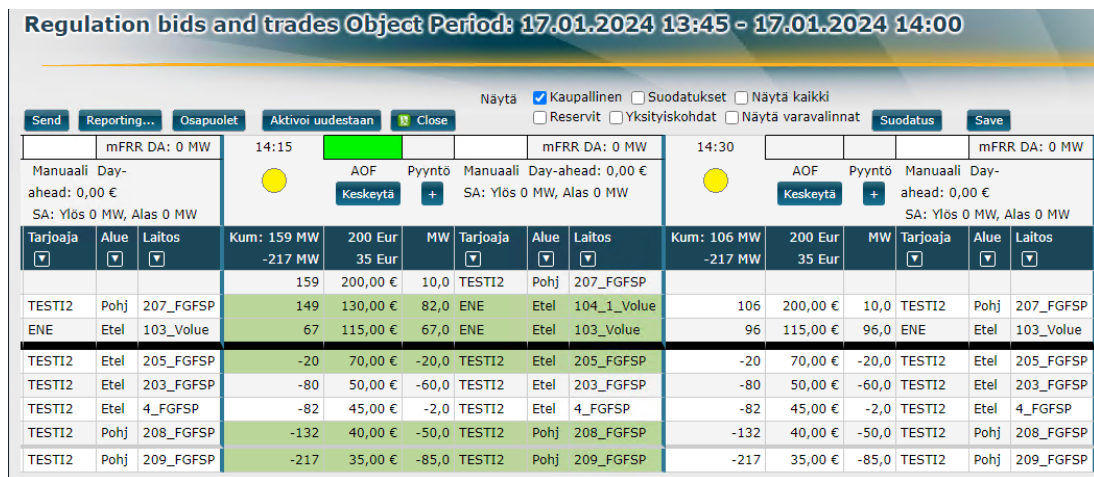 Regulation bids and trades Object Period: 17.01.2024 13:45 - 17.01.2024 14:00
Näytä Kaupallinen Suodatukset Näytä kaikki
Send Reporting... Osapuolet Aktivoi uudestaan Close Reservit Yksityiskohdat Näytä varavalinnat Suodatus Save
mFRR DA: 0 MW 14:15 mFRR DA: 0 MW 14:30 mFRR DA: 0 MW
Manuaali Day- AOF Pyyntö Manuaali Day-ahead: 0,00 € AOF Pyyntö Manuaali Day-
ahead: 0,00 € Keskeytä + SA: Ylös 0 MW, Alas 0 MW Keskeytä + ahead: 0,00 €
SA: Ylös 0 MW, Alas 0 MW SA: Ylös 0 MW, Alas 0 MW
Tarjoaja Alue Laitos Kum: 159 MW 200 Eur MW Tarjoaja Alue Laitos Kum: 106 MW 200 Eur MW Tarjoaja Alue Laitos
-217 MW 35 Eur -217 MW 35 Eur
159 200,00 € 10,0 TESTI2 Pohj 207_FGFSP
TESTI2 Pohj 207_FGFSP 149 130,00 € 82,0 ENE Etel 104_1_Volue 106 200,00 € 10,0 TESTI2 Pohj 207_FGFSP
ENE Etel 103_Volue 67 115,00 € 67,0 ENE Etel 103_Volue 96 115,00 € 96,0 ENE Etel 103_Volue
TESTI2 Etel 205_FGFSP -20 70,00 € -20,0 TESTI2 Etel 205_FGFSP -20 70,00 € -20,0 TESTI2 Etel 205_FGFSP
TESTI2 Etel 203_FGFSP -80 50,00 € -60,0 TESTI2 Etel 203_FGFSP -80 50,00 € -60,0 TESTI2 Etel 203_FGFSP
TESTI2 Etel 4_FGFSP -82 45,00 € -2,0 TESTI2 Etel 4_FGFSP -82 45,00 € -2,0 TESTI2 Etel 4_FGFSP
TESTI2 Pohj 208_FGFSP -132 40,00 € -50,0 TESTI2 Pohj 208_FGFSP -132 40,00 € -50,0 TESTI2 Pohj 208_FGFSP
TESTI2 Pohj 209_FGFSP -217 35,00 € -85,0 TESTI2 Pohj 209_FGFSP -217 35,00 € -85,0 TESTI2 Pohj 209_FGFSP